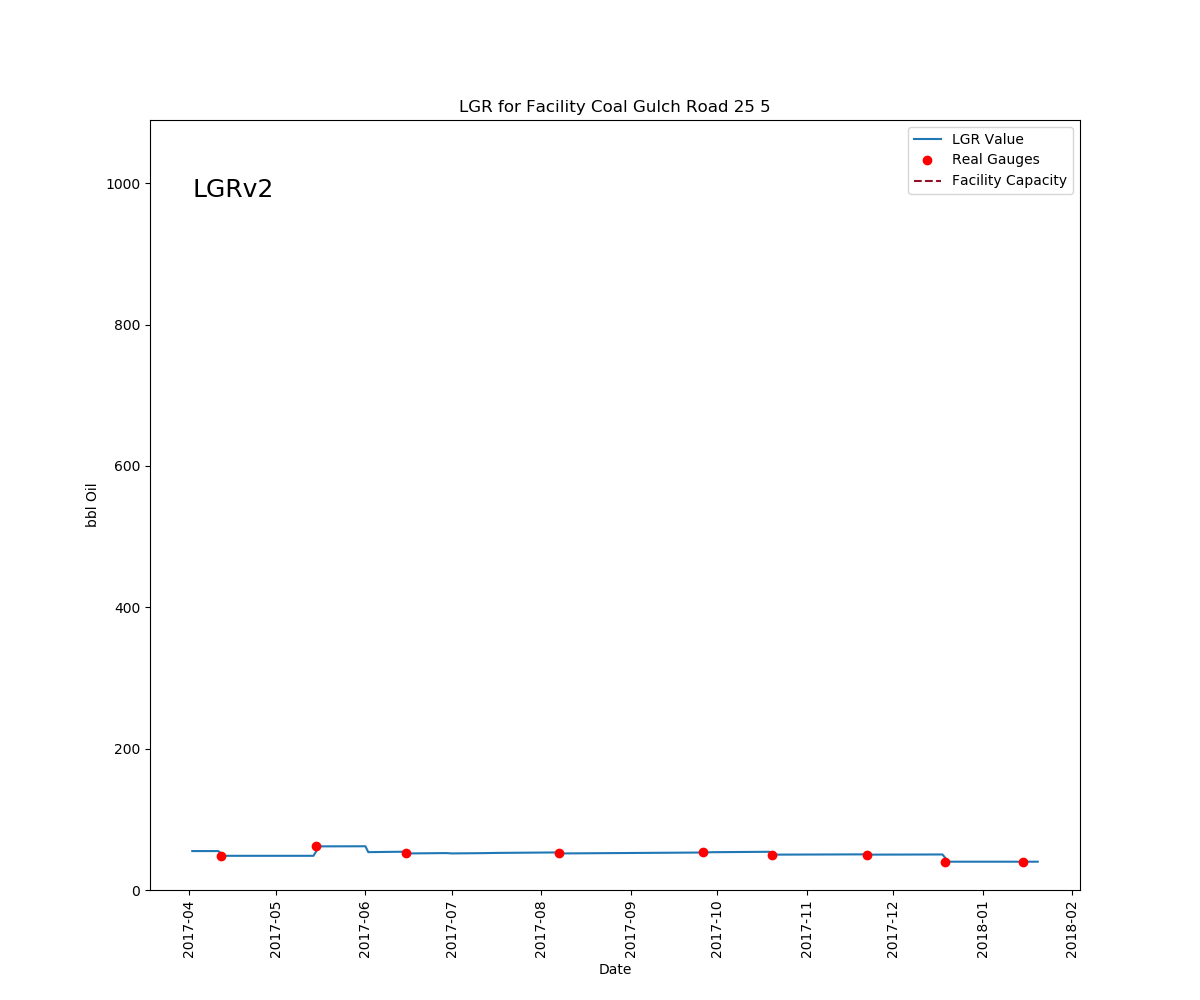 LGR for Facility Coal Gulch Road 25 5
LGR Value
Real Gauges
Facility Capacity
LGRv2
1000
800
600
400
200
0
bbl Oil
2017-04
2017-05
2017-06
2017-07
2017-08
2017-09
2017-10
2017-11
2017-12
2018-01
2018-02
Date